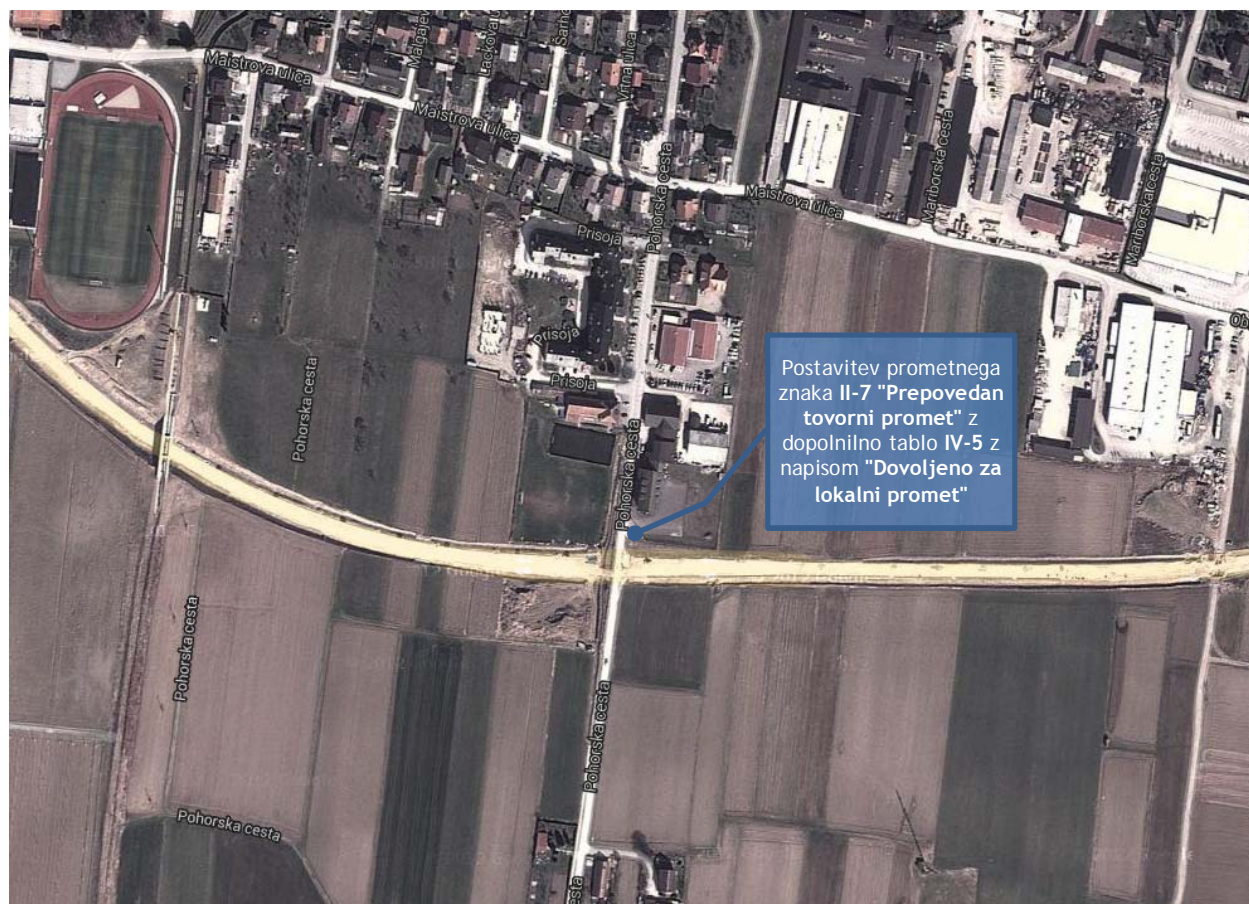 Maistrova ulica
Maistrova ulica
Vrtna ulica
Pohorska cesta
Maistrova ulica
Mariborska cesta
Mariborska cesta
Prisoja
Prisoja
Prisoja
Pohorska cesta
Pohorska cesta
Postavitev prometnega
znaka II-7 "Prepovedan
tovorni promet" z
dopolnilno tablo IV-5 z
napisom "Dovoljeno za
lokalni promet"
Pohorska cesta
Pohorska cesta
Pohorska cesta
cesta